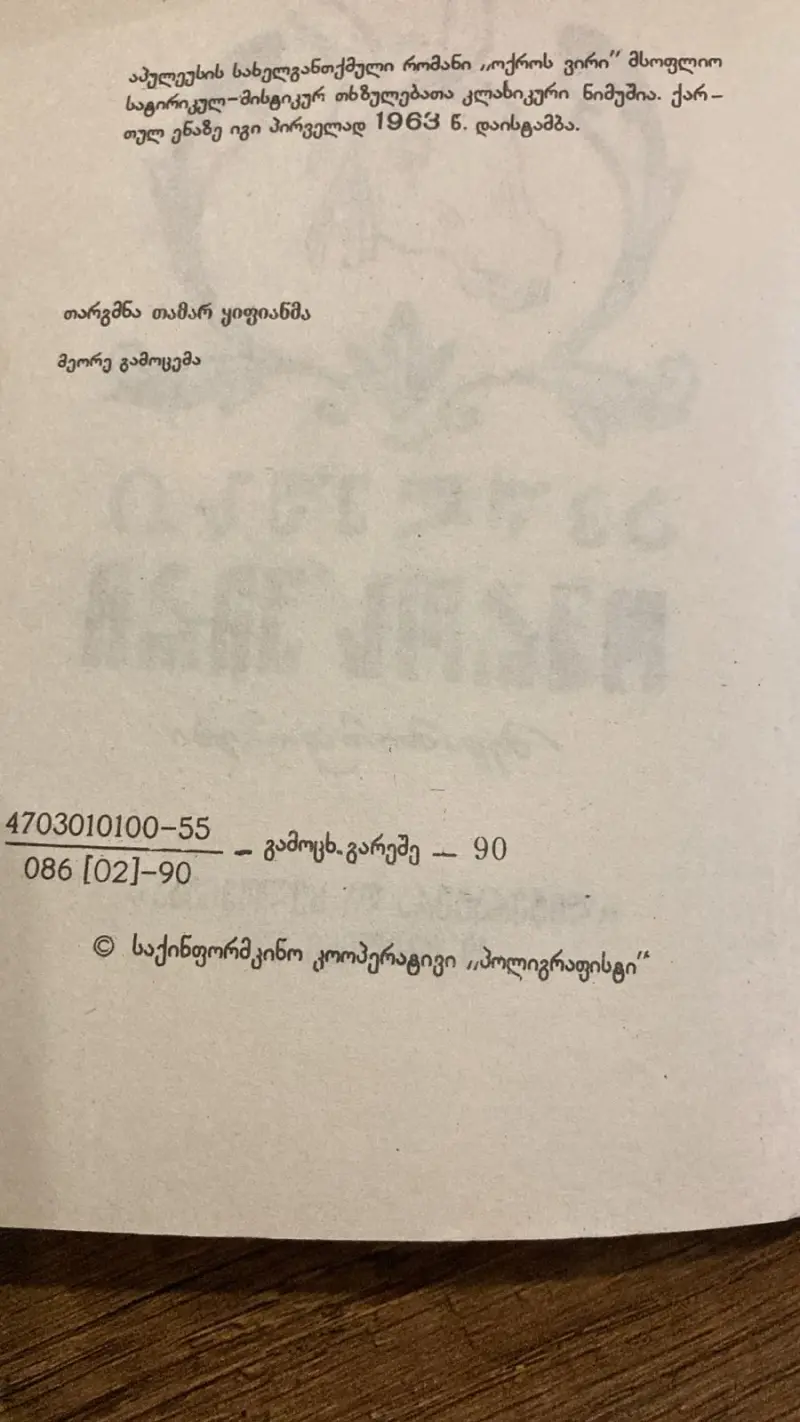 აპულეუსის სახელგანთქმული რომანი ,,ოქროს ვირი” მსოფლიო
სატირიკულ-მისტიკურ თხზულებათა კლასიკური ნიმუშია. ქარ-
თულ ენაზე იგი პირველად 1963 წ. დაისტამბა.
თარგმნა თამარ ყიფიანმა
მეორე გამოცემა
4703010100-55
086 [02]-90
– გამოცხ.გარეშე – 90
© საქინფორმკინო კოოპერატივი ,,პოლიგრაფისტი”